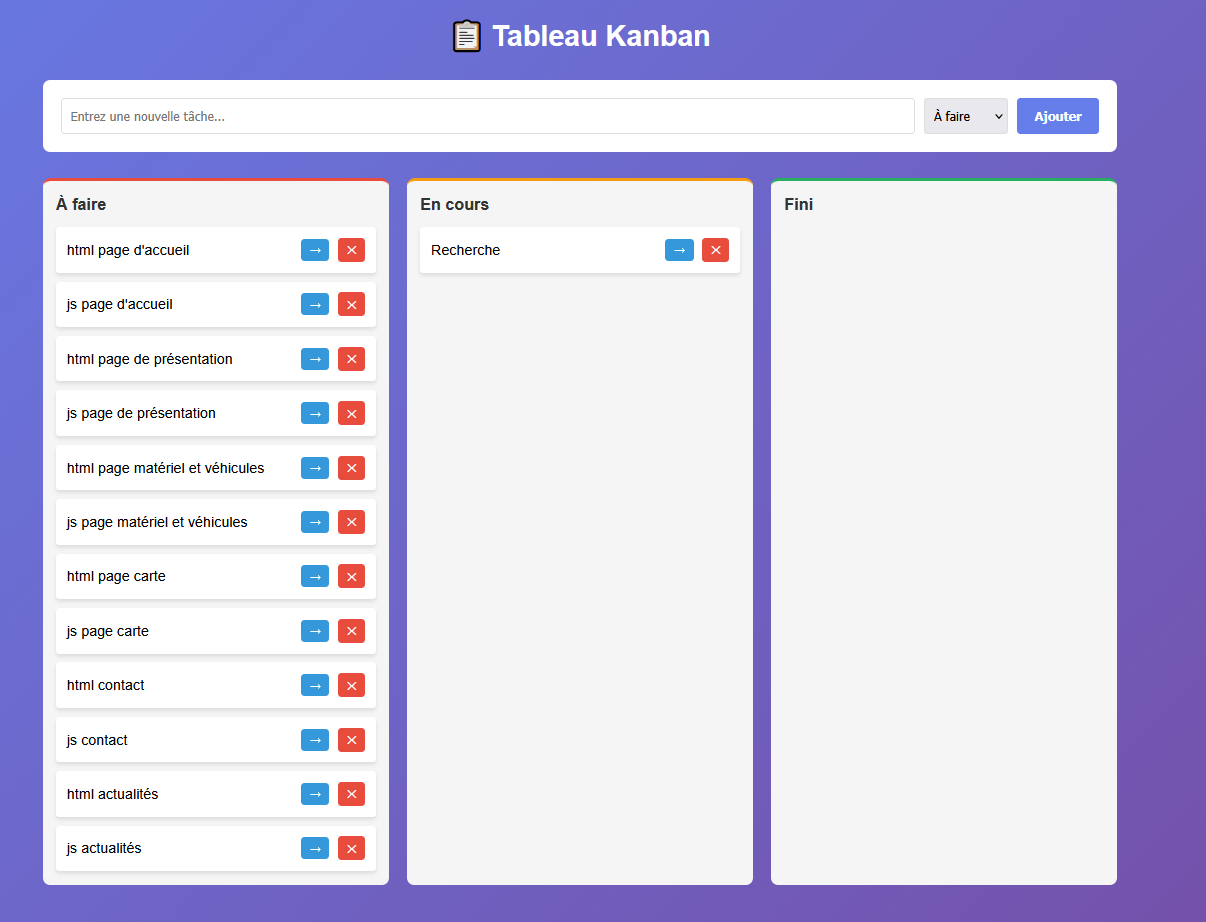 📋 Tableau Kanban
Entrez une nouvelle tâche...
À faire
Ajouter
À faire
html page d'accueil → ×
js page d'accueil → ×
html page de présentation → ×
js page de présentation → ×
html page matériel et véhicules → ×
js page matériel et véhicules → ×
html page carte → ×
js page carte → ×
html contact → ×
js contact → ×
html actualités → ×
js actualités → ×
En cours
Recherche → ×
Fini